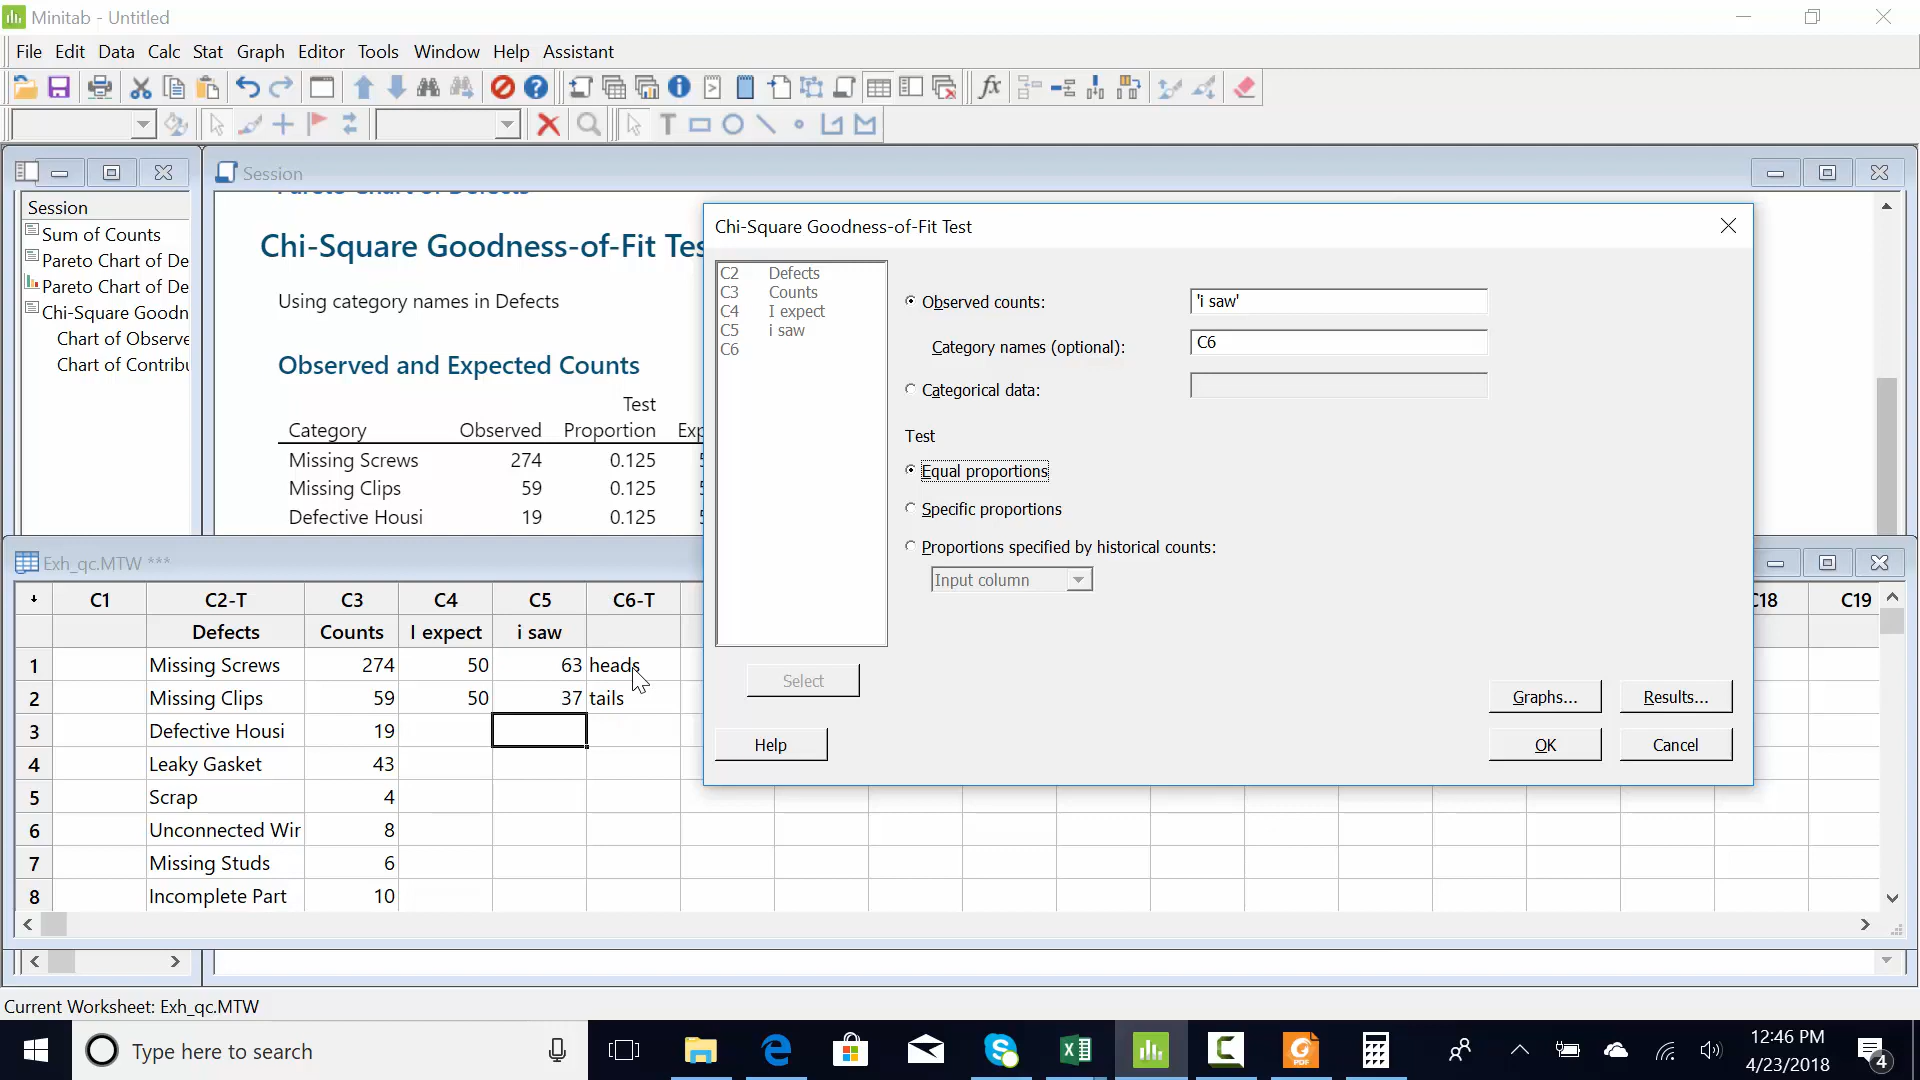 Minitab - Untitled
File Edit Data Calc Stat Graph Editor Tools Window Help Assistant
Session
Session
Sum of Counts
Pareto Chart of De
Pareto Chart of De
Chi-Square Goodn
Chart of Observe
Chart of Contribu
Pareto Chart of Defects
Chi-Square Goodness-of-Fit Tes
Using category names in Defects
Observed and Expected Counts
Test
Category Observed Proportion Exp
Missing Screws 274 0.125
Missing Clips 59 0.125
Defective Housi 19 0.125
Chi-Square Goodness-of-Fit Test
C2 Defects
C3 Counts
C4 I expect
C5 i saw
C6
Observed counts: 'i saw'
Category names (optional): C6
Categorical data:
Test
Equal proportions
Specific proportions
Proportions specified by historical counts:
Input column
Select
Graphs... Results...
Help OK Cancel
Exh_qc.MTW ***
C1 C2-T C3 C4 C5 C6-T C18 C19
Defects Counts I expect i saw
1 Missing Screws 274 50 63 heads
2 Missing Clips 59 50 37 tails
3 Defective Housi 19
4 Leaky Gasket 43
5 Scrap 4
6 Unconnected Wir 8
7 Missing Studs 6
8 Incomplete Part 10
Current Worksheet: Exh_qc.MTW
Type here to search
12:46 PM
4/23/2018
4